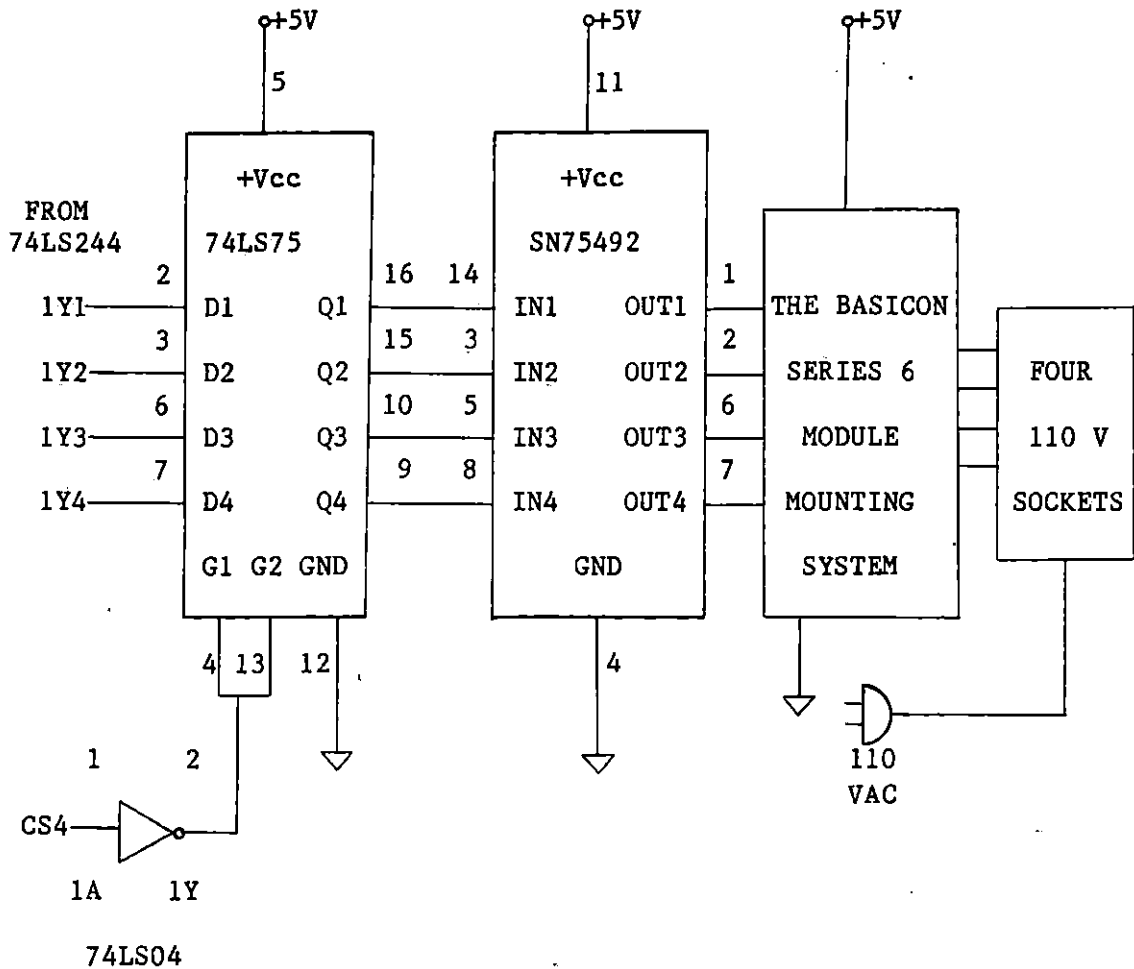 +5V +5V +5V
5 11
+Vcc +Vcc
FROM
74LS244 74LS75 SN75492
2 16 14 1
1Y1 D1 Q1 IN1 OUT1 THE BASICON
3 15 3 2
1Y2 D2 Q2 IN2 OUT2 SERIES 6 FOUR
6 10 5 6
1Y3 D3 Q3 IN3 OUT3 MODULE 110 V
7 9 8 7
1Y4 D4 Q4 IN4 OUT4 MOUNTING SOCKETS
G1 G2 GND GND SYSTEM
4 13 12 4
1 2 110
VAC
CS4
1A 1Y
74LS04